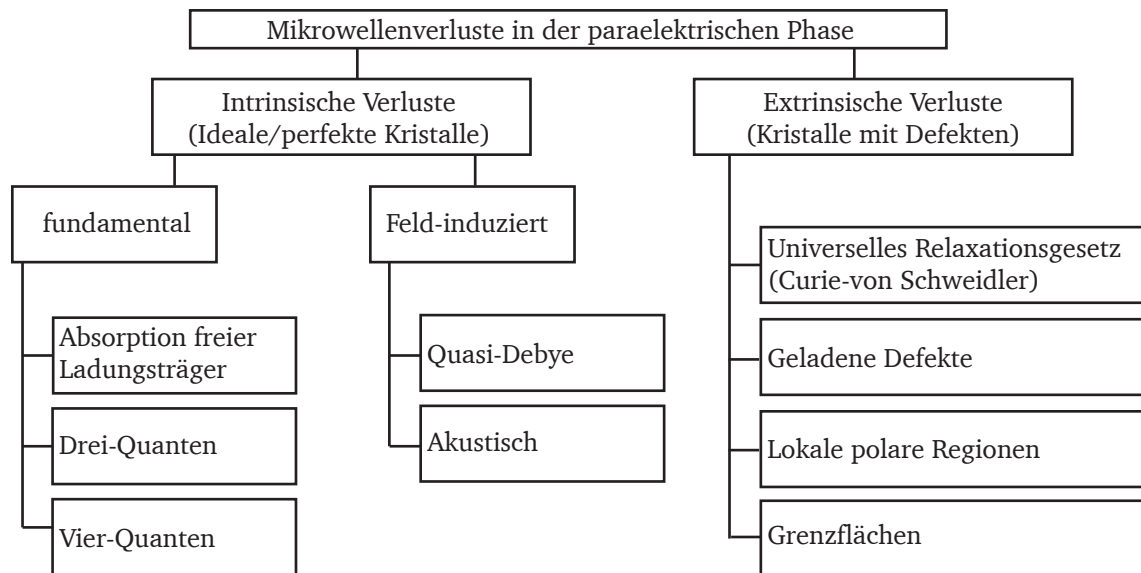 Mikrowellenverluste in der paraelektrischen Phase
Intrinsische Verluste
(Ideale/perfekte Kristalle)
Extrinsische Verluste
(Kristalle mit Defekten)
fundamental
Feld-induziert
Absorption freier
Ladungsträger
Drei-Quanten
Vier-Quanten
Quasi-Debye
Akustisch
Universelles Relaxationsgesetz
(Curie-von Schweidler)
Geladene Defekte
Lokale polare Regionen
Grenzflächen